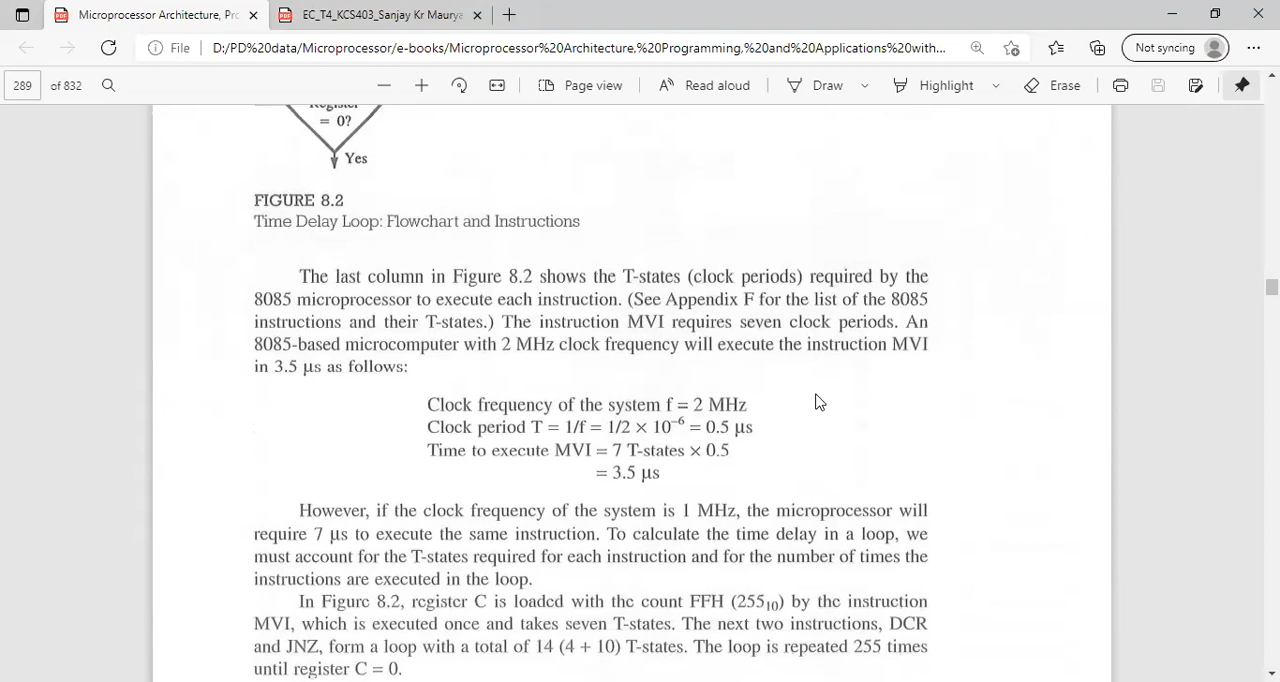 Microprocessor Architecture, Pr
EC_T4_KCS403_Sanjay Kr Maurya
File
D:/PD%20data/Microprocessor/e-books/Microprocessor%20Architecture,%20Programming,%20and%20Applications%20with...
Not syncing
289 of 832
Page view
Read aloud
Draw
Highlight
Erase
Register
= 0?
Yes
FIGURE 8.2
Time Delay Loop: Flowchart and Instructions
The last column in Figure 8.2 shows the T-states (clock periods) required by the
8085 microprocessor to execute each instruction. (See Appendix F for the list of the 8085
instructions and their T-states.) The instruction MVI requires seven clock periods. An
8085-based microcomputer with 2 MHz clock frequency will execute the instruction MVI
in 3.5 μs as follows:
Clock frequency of the system f = 2 MHz
Clock period T = 1/f = 1/2 × 10⁻⁶ = 0.5 μs
Time to execute MVI = 7 T-states × 0.5
= 3.5 μs
However, if the clock frequency of the system is 1 MHz, the microprocessor will
require 7 μs to execute the same instruction. To calculate the time delay in a loop, we
must account for the T-states required for each instruction and for the number of times the
instructions are executed in the loop.
In Figure 8.2, register C is loaded with the count FFH (255₁₀) by the instruction
MVI, which is executed once and takes seven T-states. The next two instructions, DCR
and JNZ, form a loop with a total of 14 (4 + 10) T-states. The loop is repeated 255 times
until register C = 0.